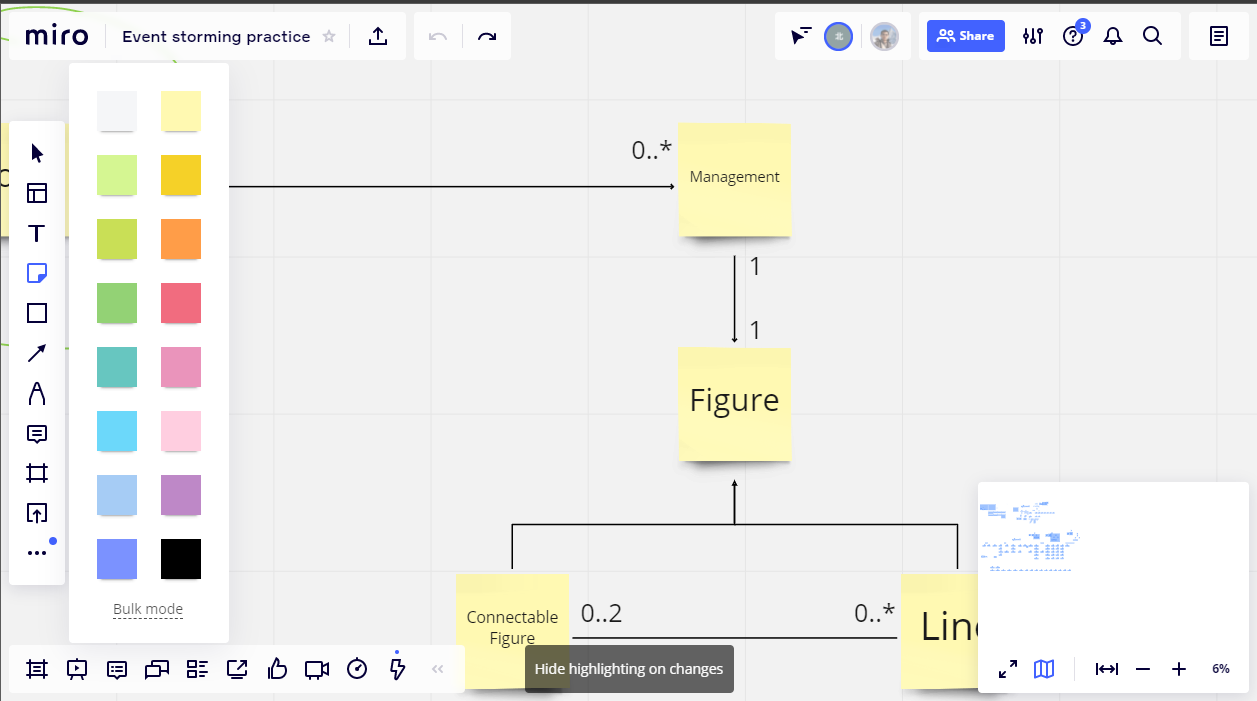 miro
Event storming practice
Share
3
0..*
Management
1
1
Figure
Connectable
Figure
0..2
0..*
Bulk mode
Hide highlighting on changes
6%